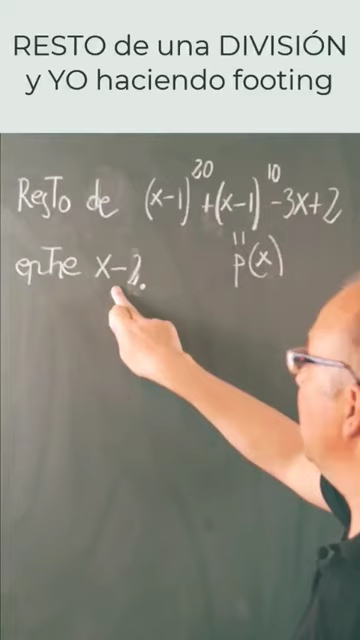 RESTO de una DIVISIÓN
y YO haciendo footing
Resto de (x-1)²⁰+(x-1)¹⁰-3x+2
entre x-2. p(x)